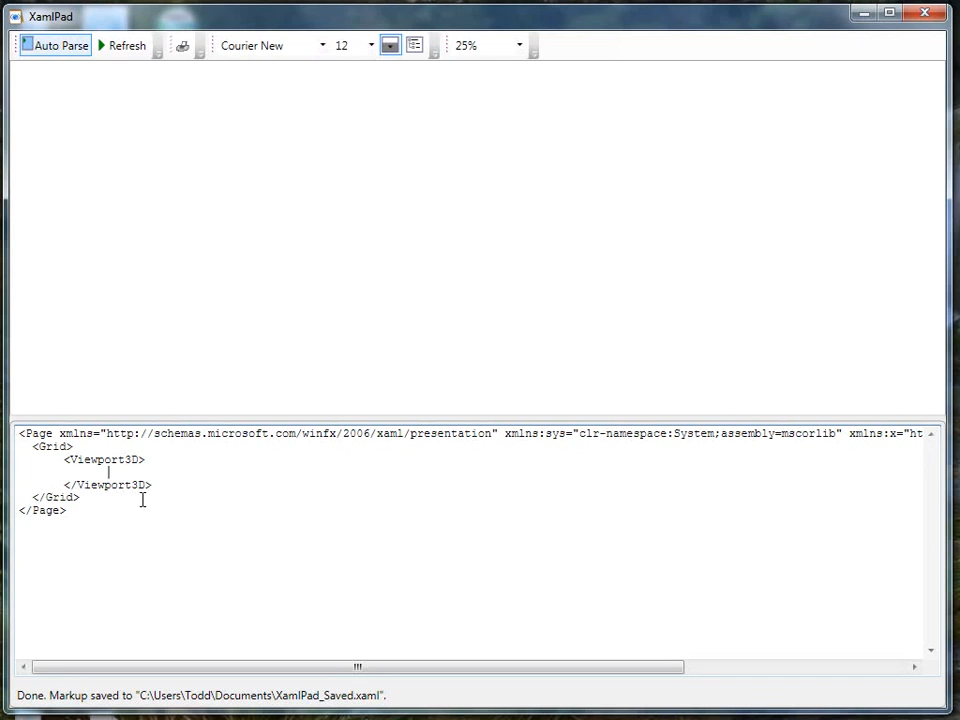 XamlPad
Auto Parse Refresh Courier New 12 25%
<Page xmlns="http://schemas.microsoft.com/winfx/2006/xaml/presentation" xmlns:sys="clr-namespace:System;assembly=mscorlib" xmlns:x="ht
<Grid>
<Viewport3D>
</Viewport3D>
</Grid>
</Page>
Done. Markup saved to "C:\Users\Todd\Documents\XamlPad_Saved.xaml".